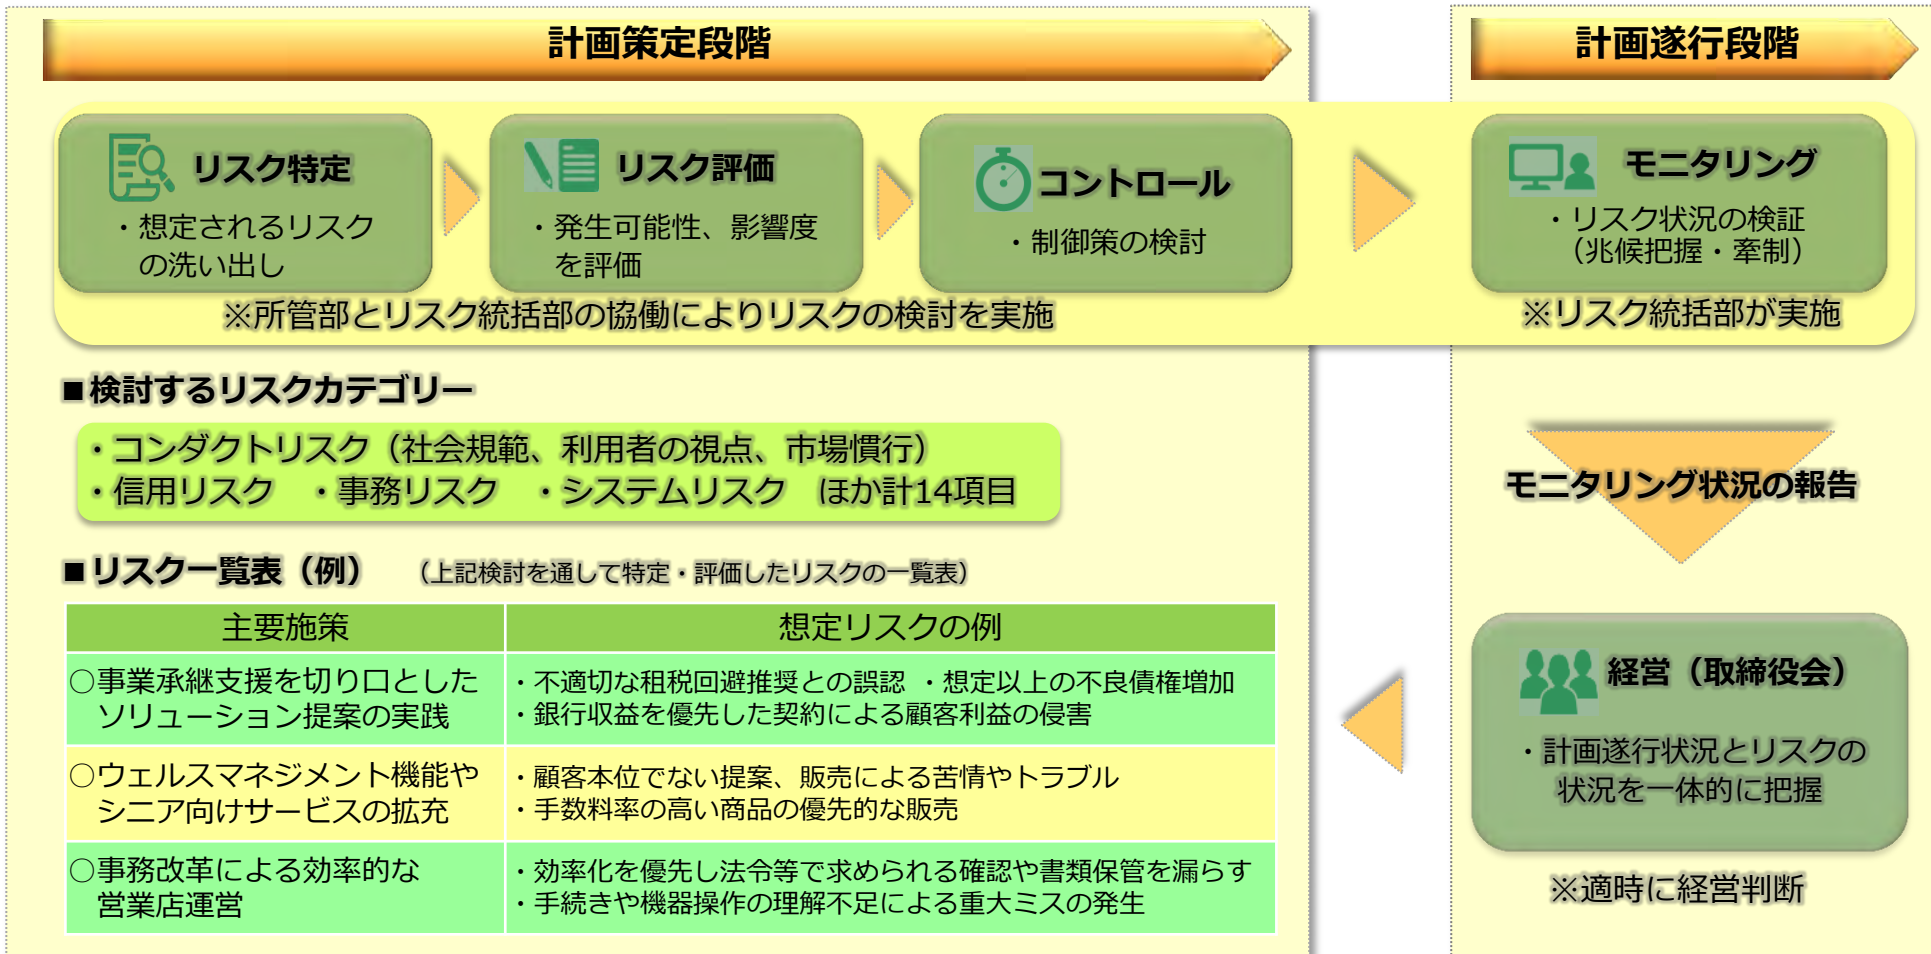 計画策定段階
計画遂行段階
リスク特定
・想定されるリスク
の洗い出し
リスク評価
・発生可能性、影響度
を評価
コントロール
・制御策の検討
モニタリング
・リスク状況の検証
（兆候把握・牽制）
※所管部とリスク統括部の協働によりリスクの検討を実施
※リスク統括部が実施
■検討するリスクカテゴリー
・コンダクトリスク（社会規範、利用者の視点、市場慣行）
・信用リスク　・事務リスク　・システムリスク　ほか計14項目
■リスク一覧表（例）　（上記検討を通して特定・評価したリスクの一覧表）
主要施策
想定リスクの例
○事業承継支援を切り口とした
ソリューション提案の実践
・不適切な租税回避推奨との誤認 ・想定以上の不良債権増加
・銀行収益を優先した契約による顧客利益の侵害
○ウェルスマネジメント機能や
シニア向けサービスの拡充
・顧客本位でない提案、販売による苦情やトラブル
・手数料率の高い商品の優先的な販売
○事務改革による効率的な
営業店運営
・効率化を優先し法令等で求められる確認や書類保管を漏らす
・手続きや機器操作の理解不足による重大ミスの発生
モニタリング状況の報告
経営（取締役会）
・計画遂行状況とリスクの
状況を一体的に把握
※適時に経営判断